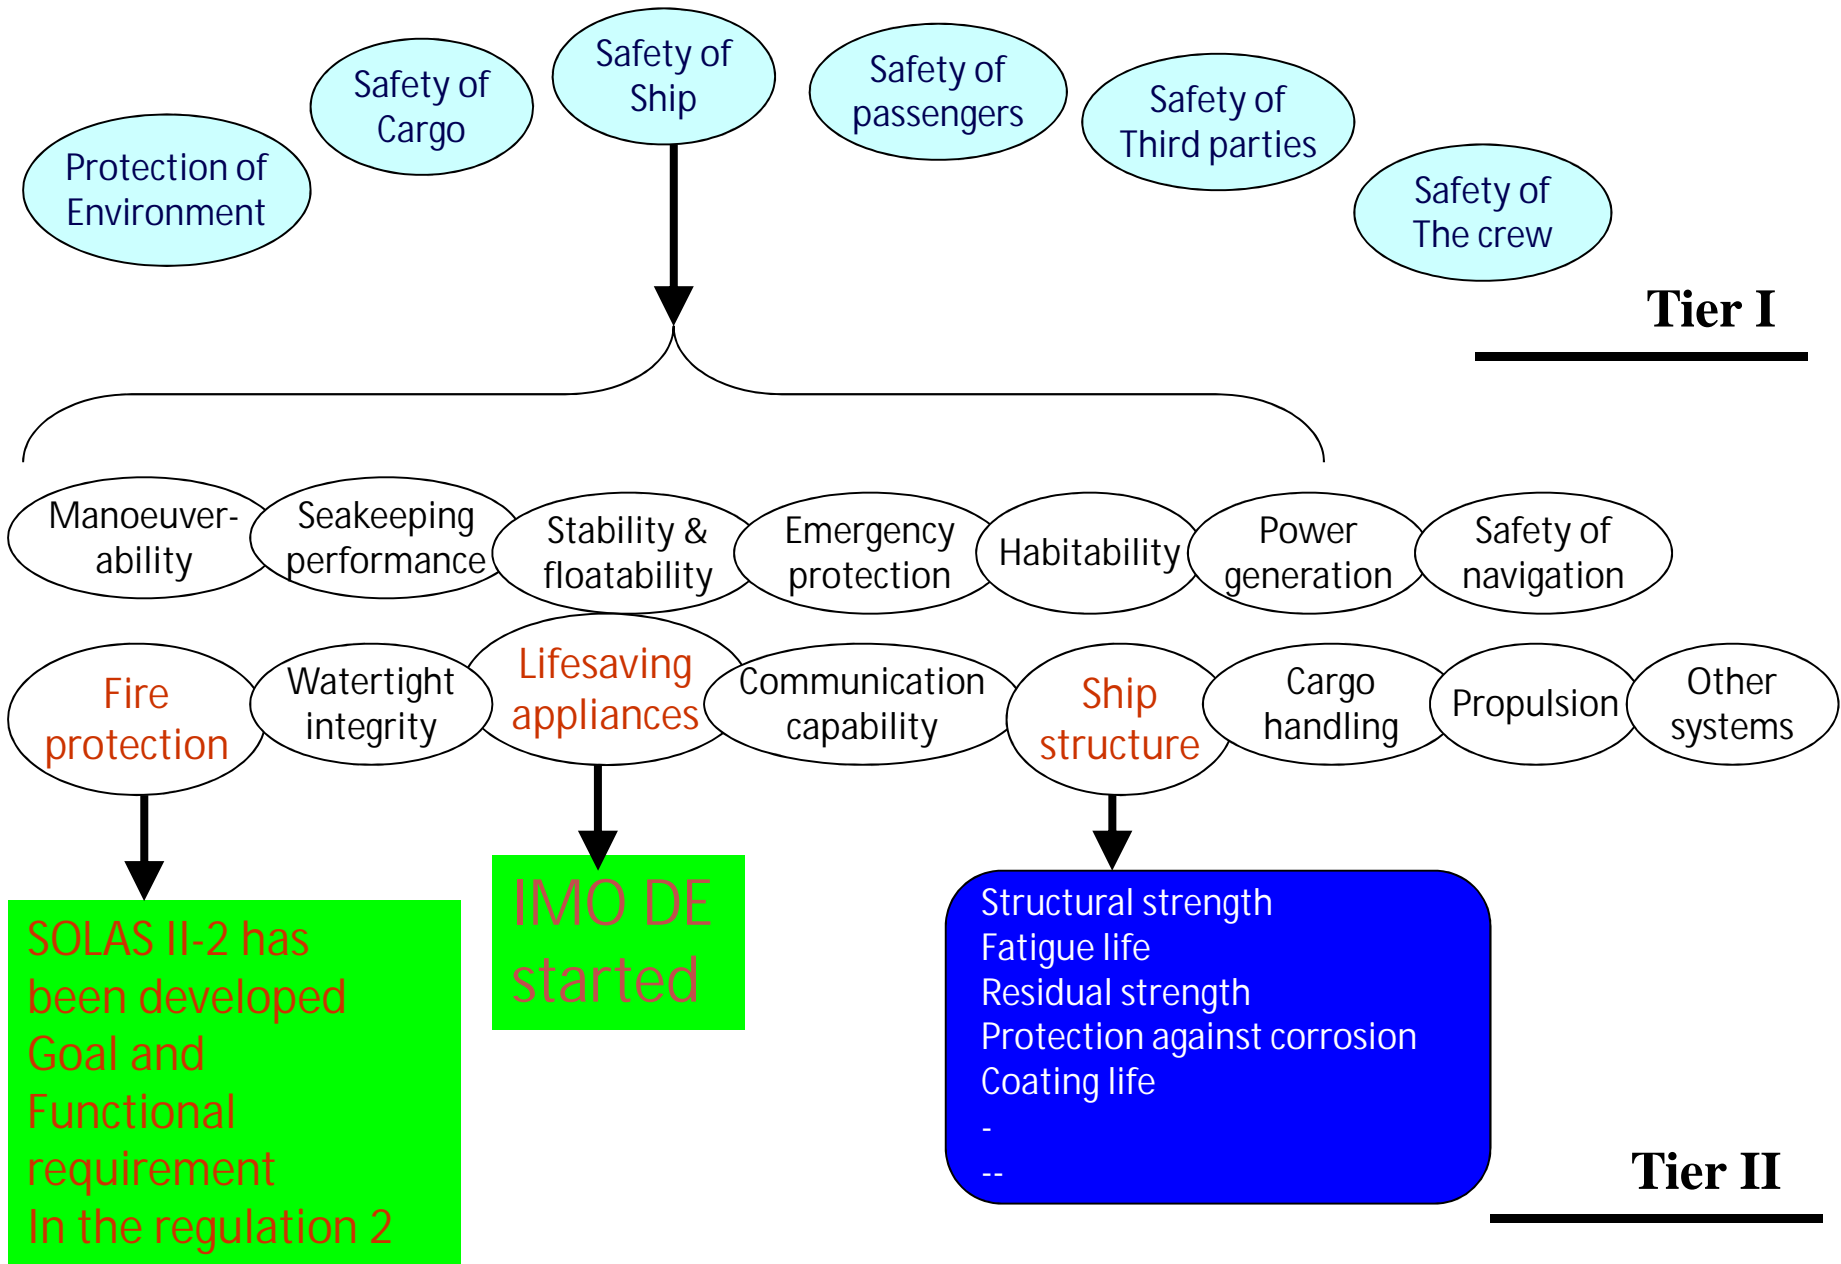 Protection of
Environment
Safety of
Cargo
Safety of
Ship
Safety of
passengers
Safety of
Third parties
Safety of
The crew
Tier I
Manoeuver-
ability
Seakeeping
performance
Stability &
floatability
Emergency
protection
Habitability
Power
generation
Safety of
navigation
Fire
protection
Watertight
integrity
Lifesaving
appliances
Communication
capability
Ship
structure
Cargo
handling
Propulsion
Other
systems
SOLAS II-2 has
been developed
Goal and
Functional
requirement
In the regulation 2
IMO DE
started
Structural strength
Fatigue life
Residual strength
Protection against corrosion
Coating life
-
--
Tier II